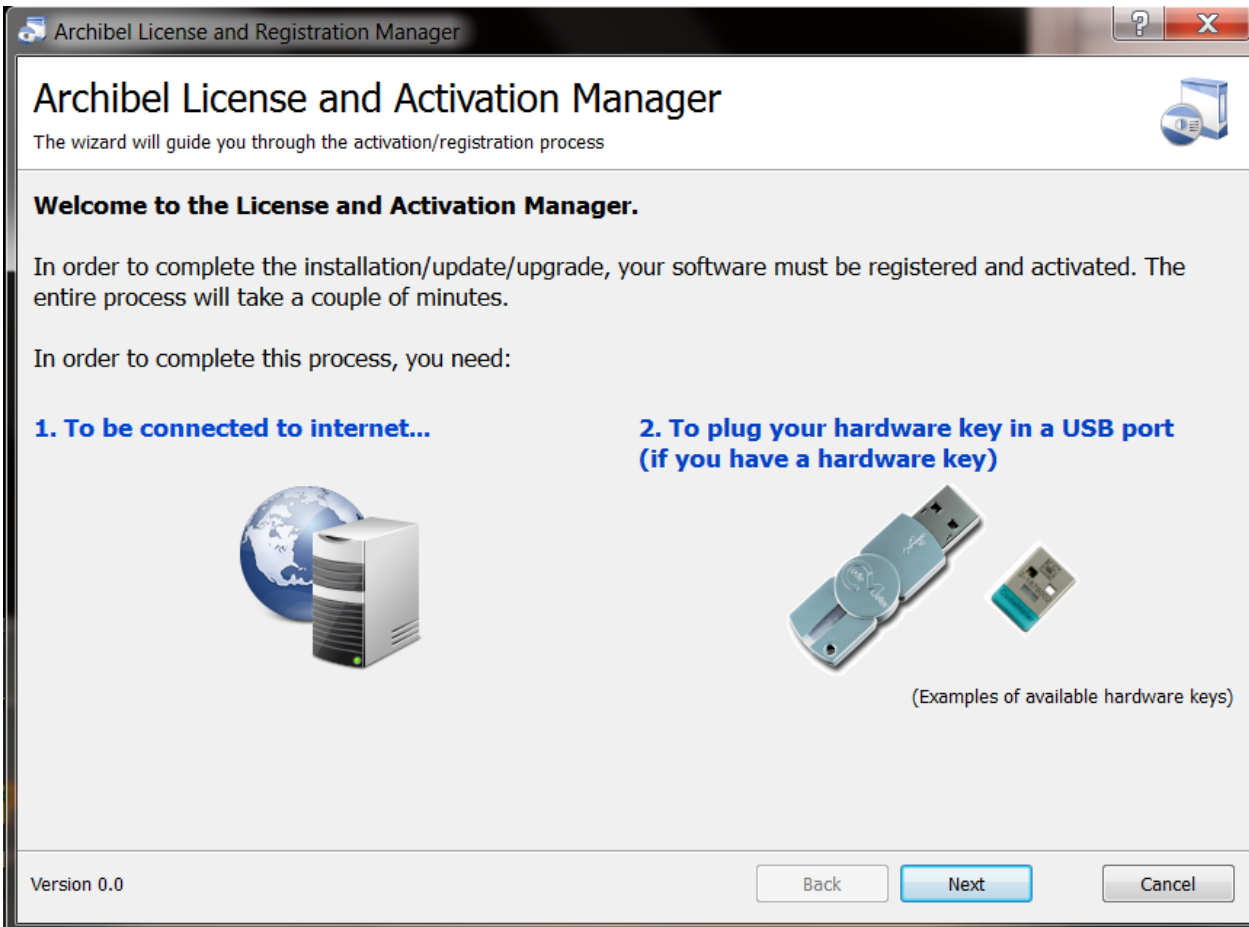 Archibel License and Registration Manager
Archibel License and Activation Manager
The wizard will guide you through the activation/registration process
Welcome to the License and Activation Manager.
In order to complete the installation/update/upgrade, your software must be registered and activated. The
entire process will take a couple of minutes.
In order to complete this process, you need:
1. To be connected to internet...
2. To plug your hardware key in a USB port
(if you have a hardware key)
(Examples of available hardware keys)
Version 0.0
Back
Next
Cancel